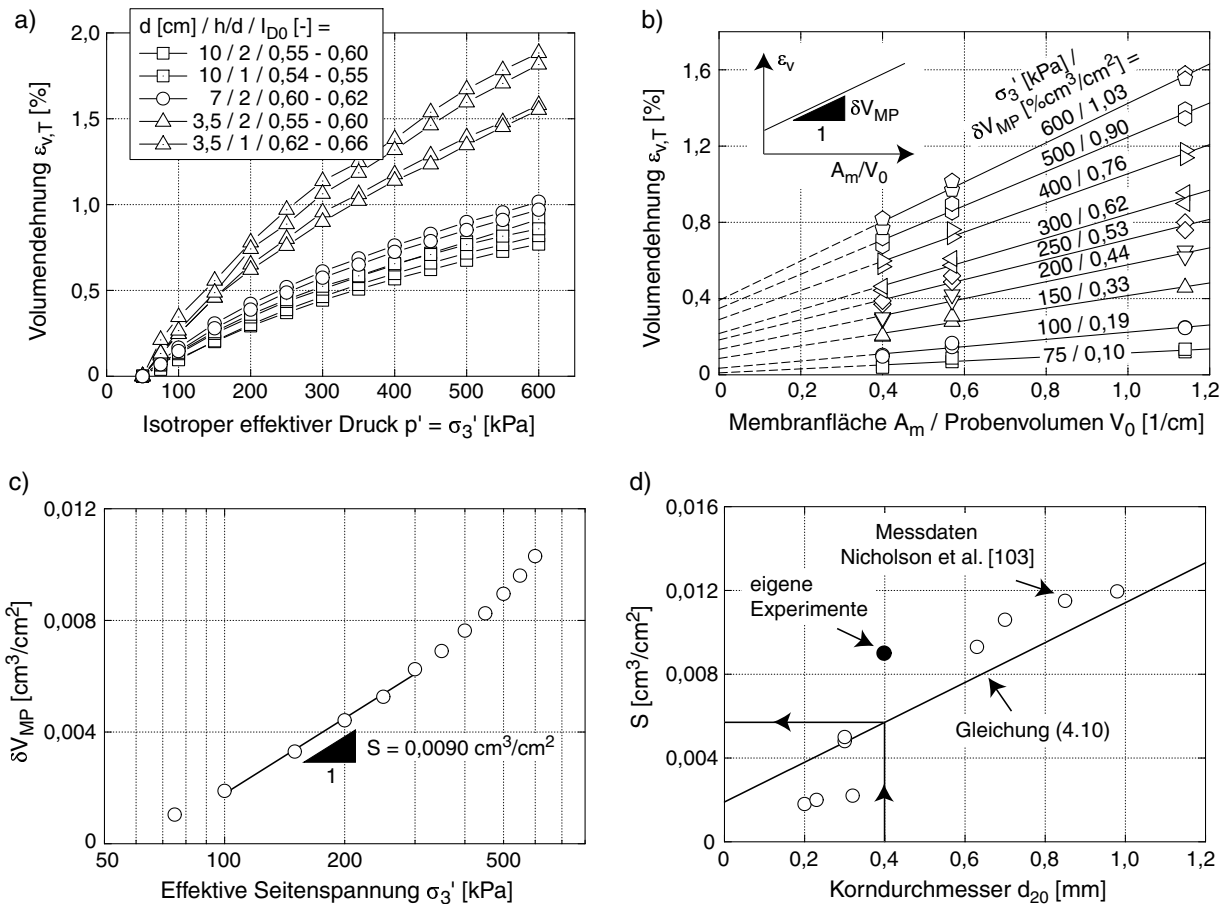 a)
d [cm] / h/d / I_D0 [-] =
10 / 2 / 0,55 - 0,60
10 / 1 / 0,54 - 0,55
7 / 2 / 0,60 - 0,62
3,5 / 2 / 0,55 - 0,60
3,5 / 1 / 0,62 - 0,66
2,0
1,5
1,0
0,5
0
Volumendehnung ε_v,T [%]
0 100 200 300 400 500 600
Isotroper effektiver Druck p' = σ_3' [kPa]
b)
1,6
1,2
0,8
0,4
0
Volumendehnung ε_v,T [%]
ε_v
δV_MP
1
A_m/V_0
σ_3' [kPa] /
δV_MP [%cm³/cm²] =
600 / 1,03
500 / 0,90
400 / 0,76
300 / 0,62
250 / 0,53
200 / 0,44
150 / 0,33
100 / 0,19
75 / 0,10
0 0,2 0,4 0,6 0,8 1,0 1,2
Membranfläche A_m / Probenvolumen V_0 [1/cm]
c)
0,012
0,008
0,004
0
δV_MP [cm³/cm²]
S = 0,0090 cm³/cm²
1
50 100 200 500
Effektive Seitenspannung σ_3' [kPa]
d)
0,016
0,012
0,008
0,004
0
S [cm³/cm²]
Messdaten
Nicholson et al. [103]
eigene
Experimente
Gleichung (4.10)
0 0,2 0,4 0,6 0,8 1,0 1,2
Korndurchmesser d_20 [mm]